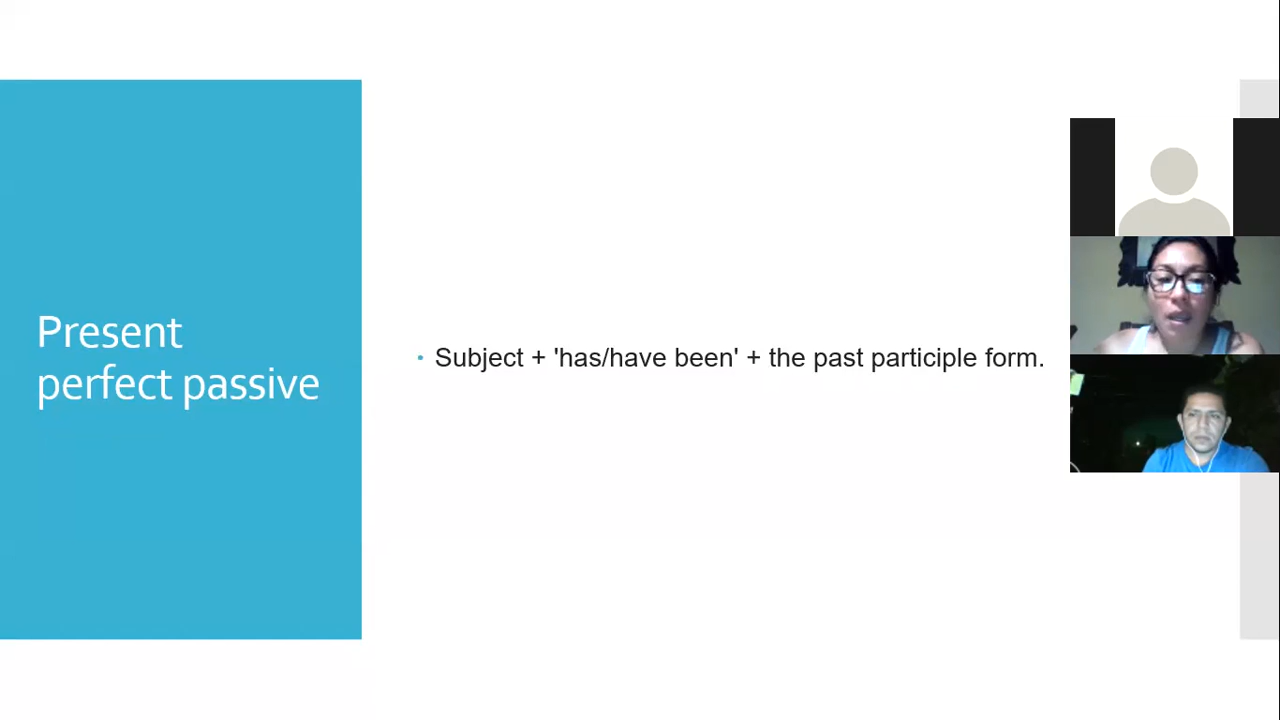 Present
perfect passive
• Subject + 'has/have been' + the past participle form.